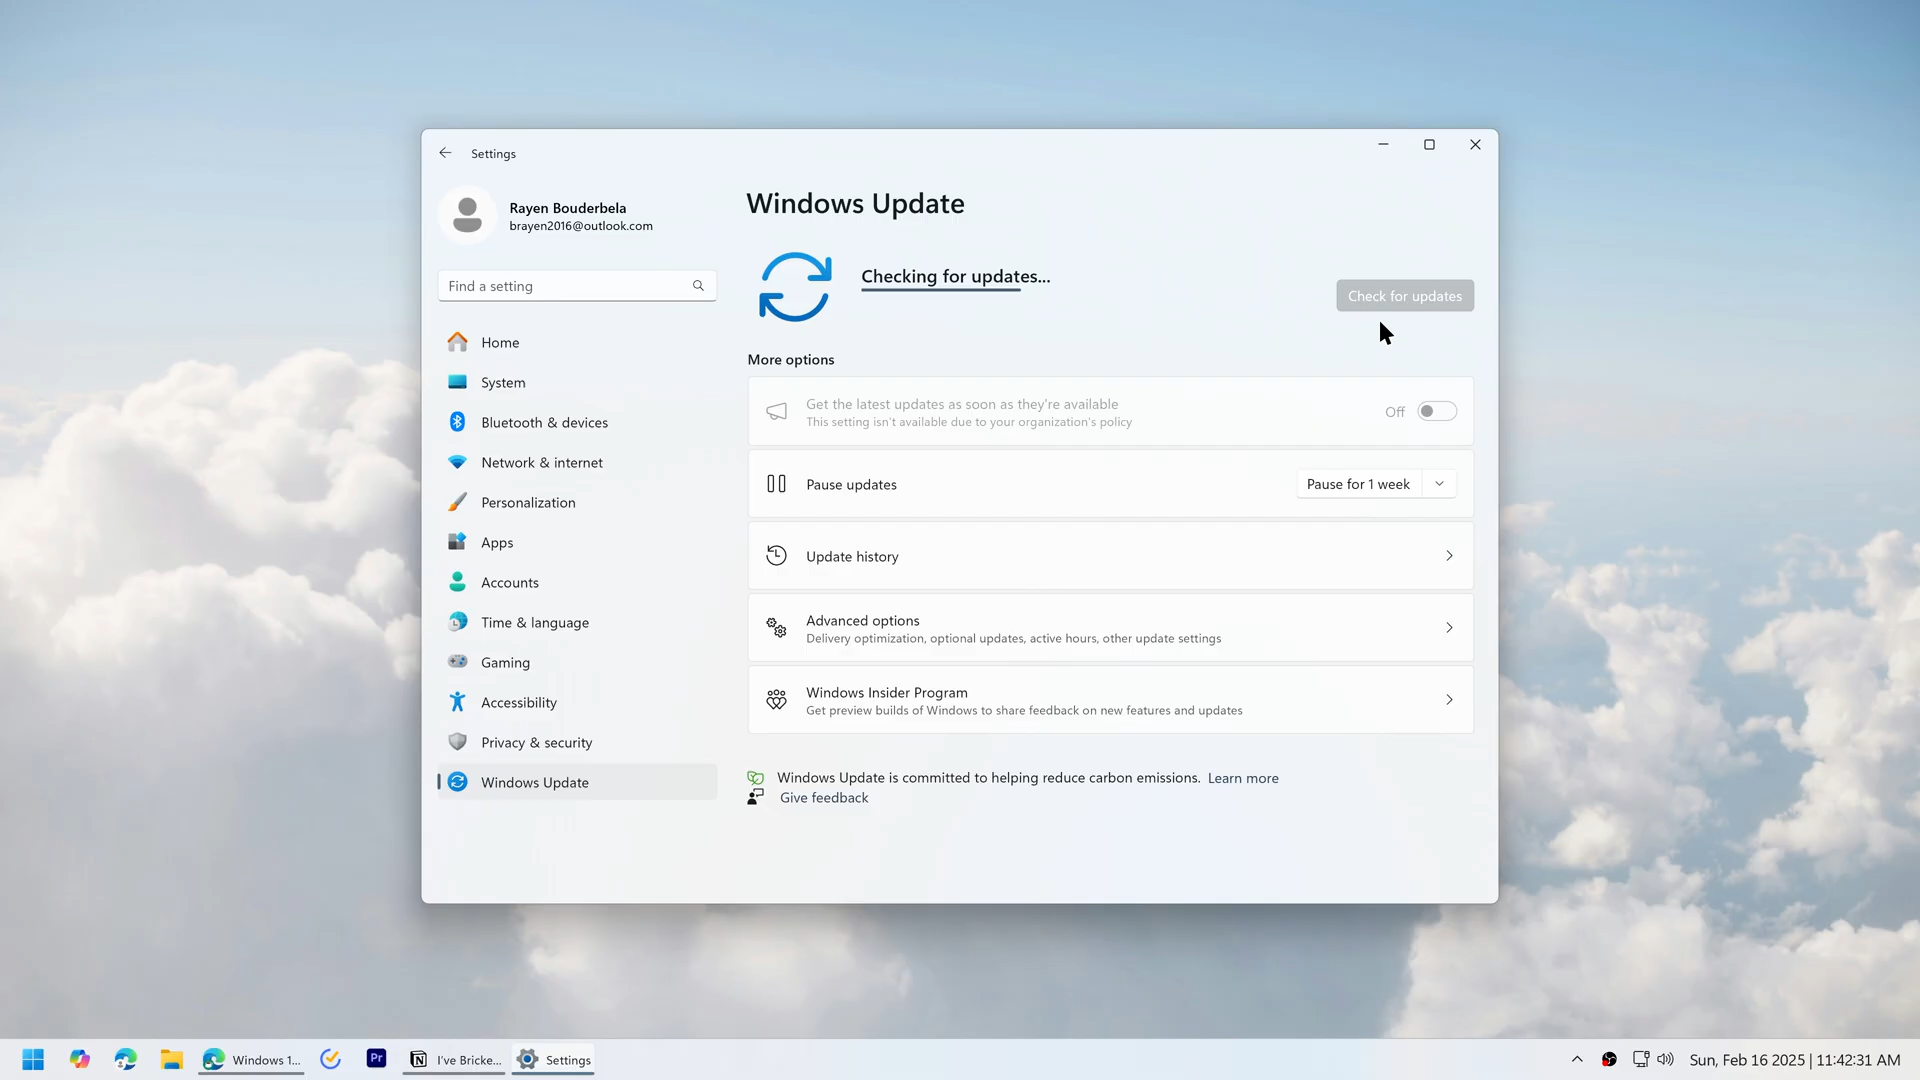 Settings
Rayen Bouderbela
brayen2016@outlook.com
Find a setting
Home
System
Bluetooth & devices
Network & internet
Personalization
Apps
Accounts
Time & language
Gaming
Accessibility
Privacy & security
Windows Update
Windows Update
Checking for updates...
Check for updates
More options
Get the latest updates as soon as they're available
This setting isn't available due to your organization's policy
Off
Pause updates
Pause for 1 week
Update history
Advanced options
Delivery optimization, optional updates, active hours, other update settings
Windows Insider Program
Get preview builds of Windows to share feedback on new features and updates
Windows Update is committed to helping reduce carbon emissions. Learn more
Give feedback
Windows 1...
Pr
I've Bricke...
Settings
Sun, Feb 16 2025 | 11:42:31 AM